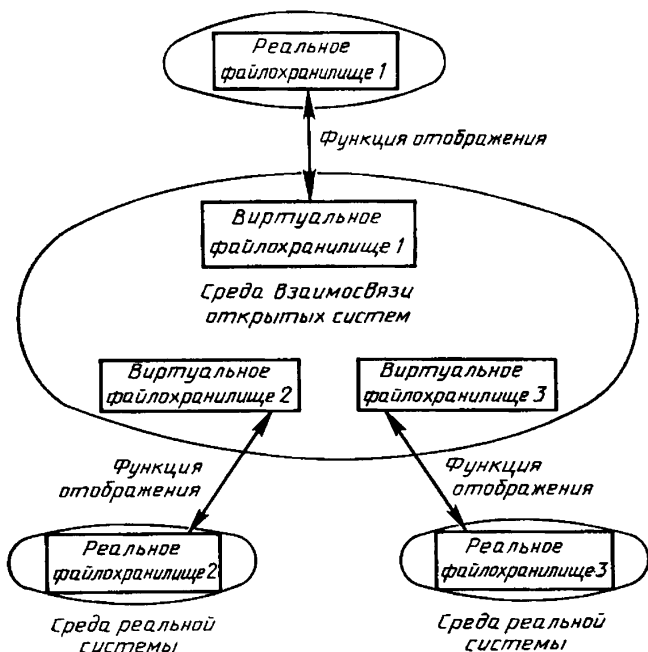 Реальное
файлохранилище 1
Функция отображения
Виртуальное
файлохранилище 1
Среда взаимосвязи
открытых систем
Виртуальное
файлохранилище 2
Виртуальное
файлохранилище 3
Функция
отображения
Функция
отображения
Реальное
файлохранилище 2
Реальное
файлохранилище 3
Среда реальной
системы
Среда реальной
системы